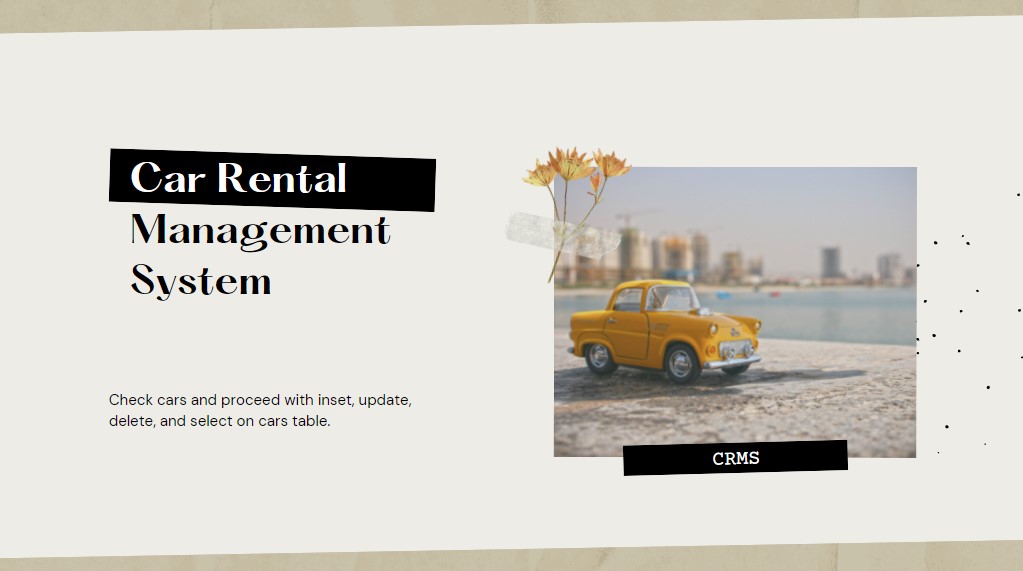 Car Rental
Management
System
Check cars and proceed with inset, update,
delete, and select on cars table.
CRMS